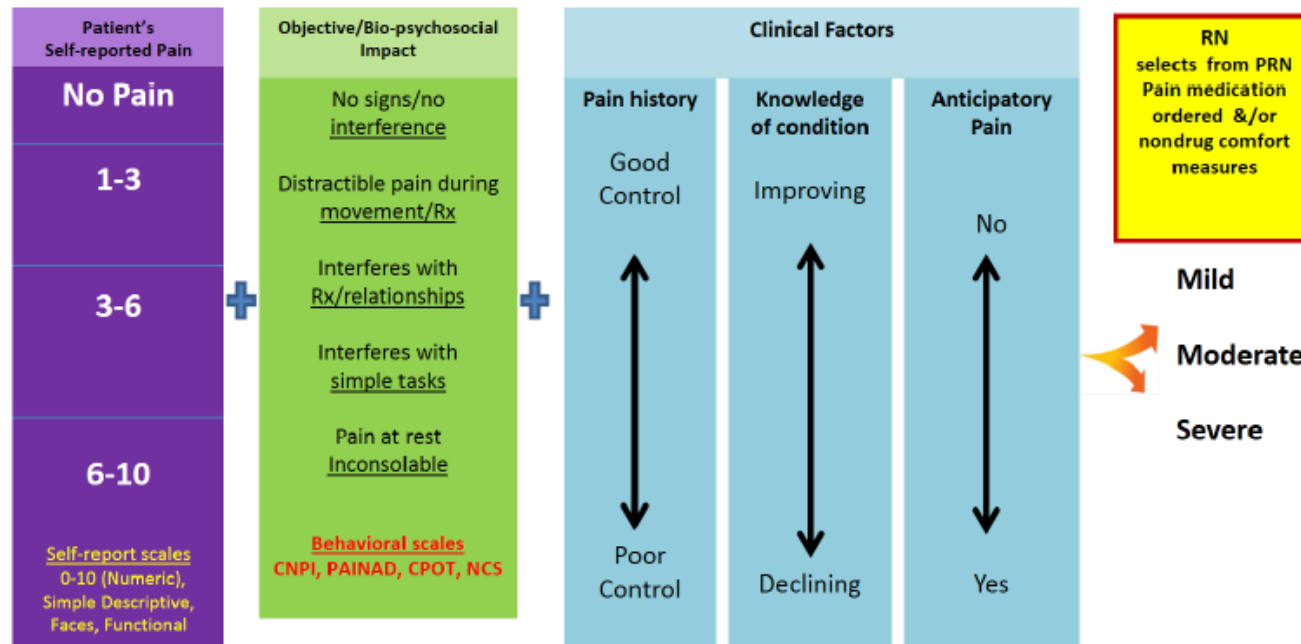 Patient's
Self-reported Pain
No Pain
1-3
3-6
6-10
Self-report scales
0-10 (Numeric),
Simple Descriptive,
Faces, Functional
Objective/Bio-psychosocial
Impact
No signs/no
interference
Distractible pain during
movement/Rx
Interferes with
Rx/relationships
Interferes with
simple tasks
Pain at rest
Inconsolable
Behavioral scales
CNPI, PAINAD, CPOT, NCS
Clinical Factors
Pain history
Good
Control
Poor
Control
Knowledge
of condition
Improving
Declining
Anticipatory
Pain
No
Yes
RN
selects from PRN
Pain medication
ordered &/or
nondrug comfort
measures
Mild
Moderate
Severe